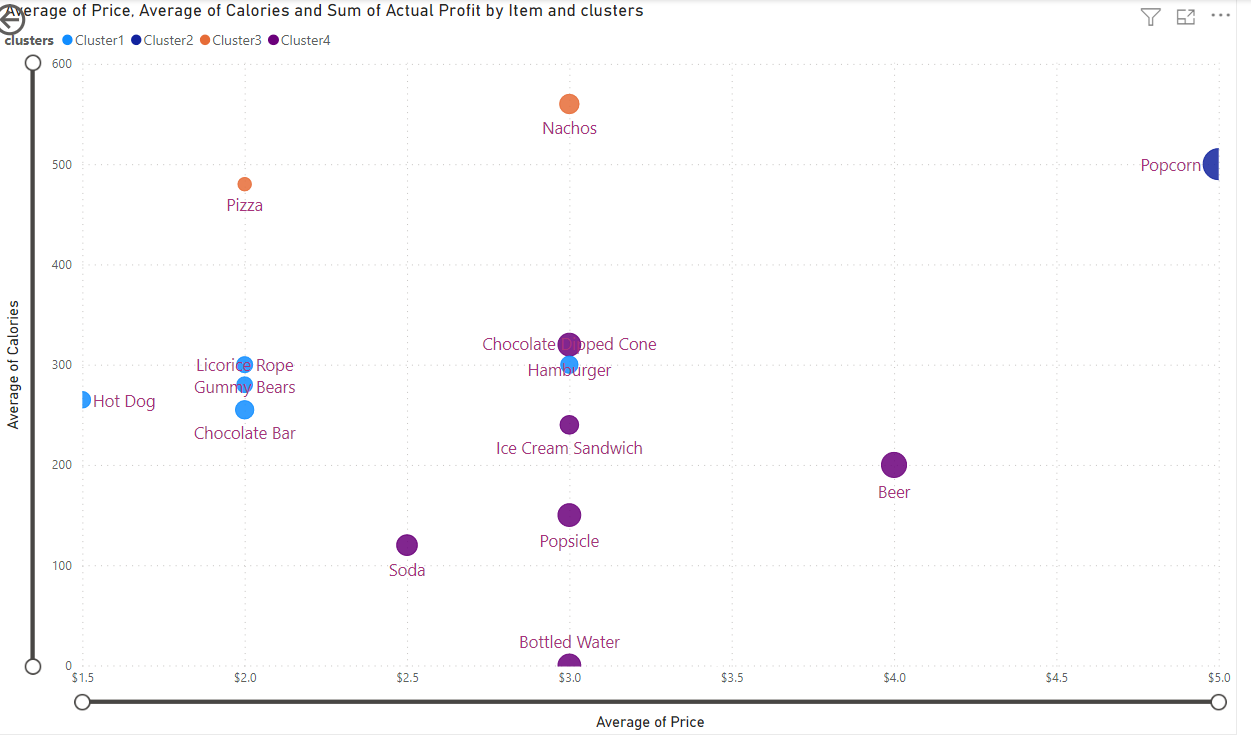 Average of Price, Average of Calories and Sum of Actual Profit by Item and clusters
clusters Cluster1 Cluster2 Cluster3 Cluster4
600
Nachos
500
Popcorn
Pizza
400
Chocolate Dipped Cone
300
Licorice Rope
Hamburger
Gummy Bears
Hot Dog
Chocolate Bar
Ice Cream Sandwich
200
Beer
Popsicle
100
Soda
Bottled Water
0
$1.5 $2.0 $2.5 $3.0 $3.5 $4.0 $4.5 $5.0
Average of Price
Average of Calories